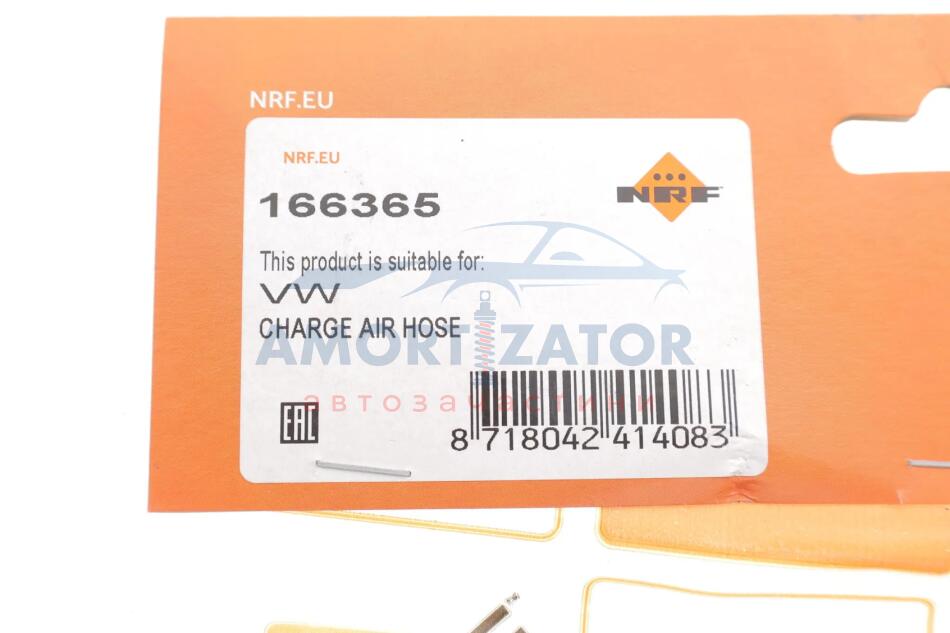 NRF.EU
NRF.EU
166365
NRF
This product is suitable for:
VW
CHARGE AIR HOSE
AMORTIZATOR
автозапчастини
EAC
8 718042 414083